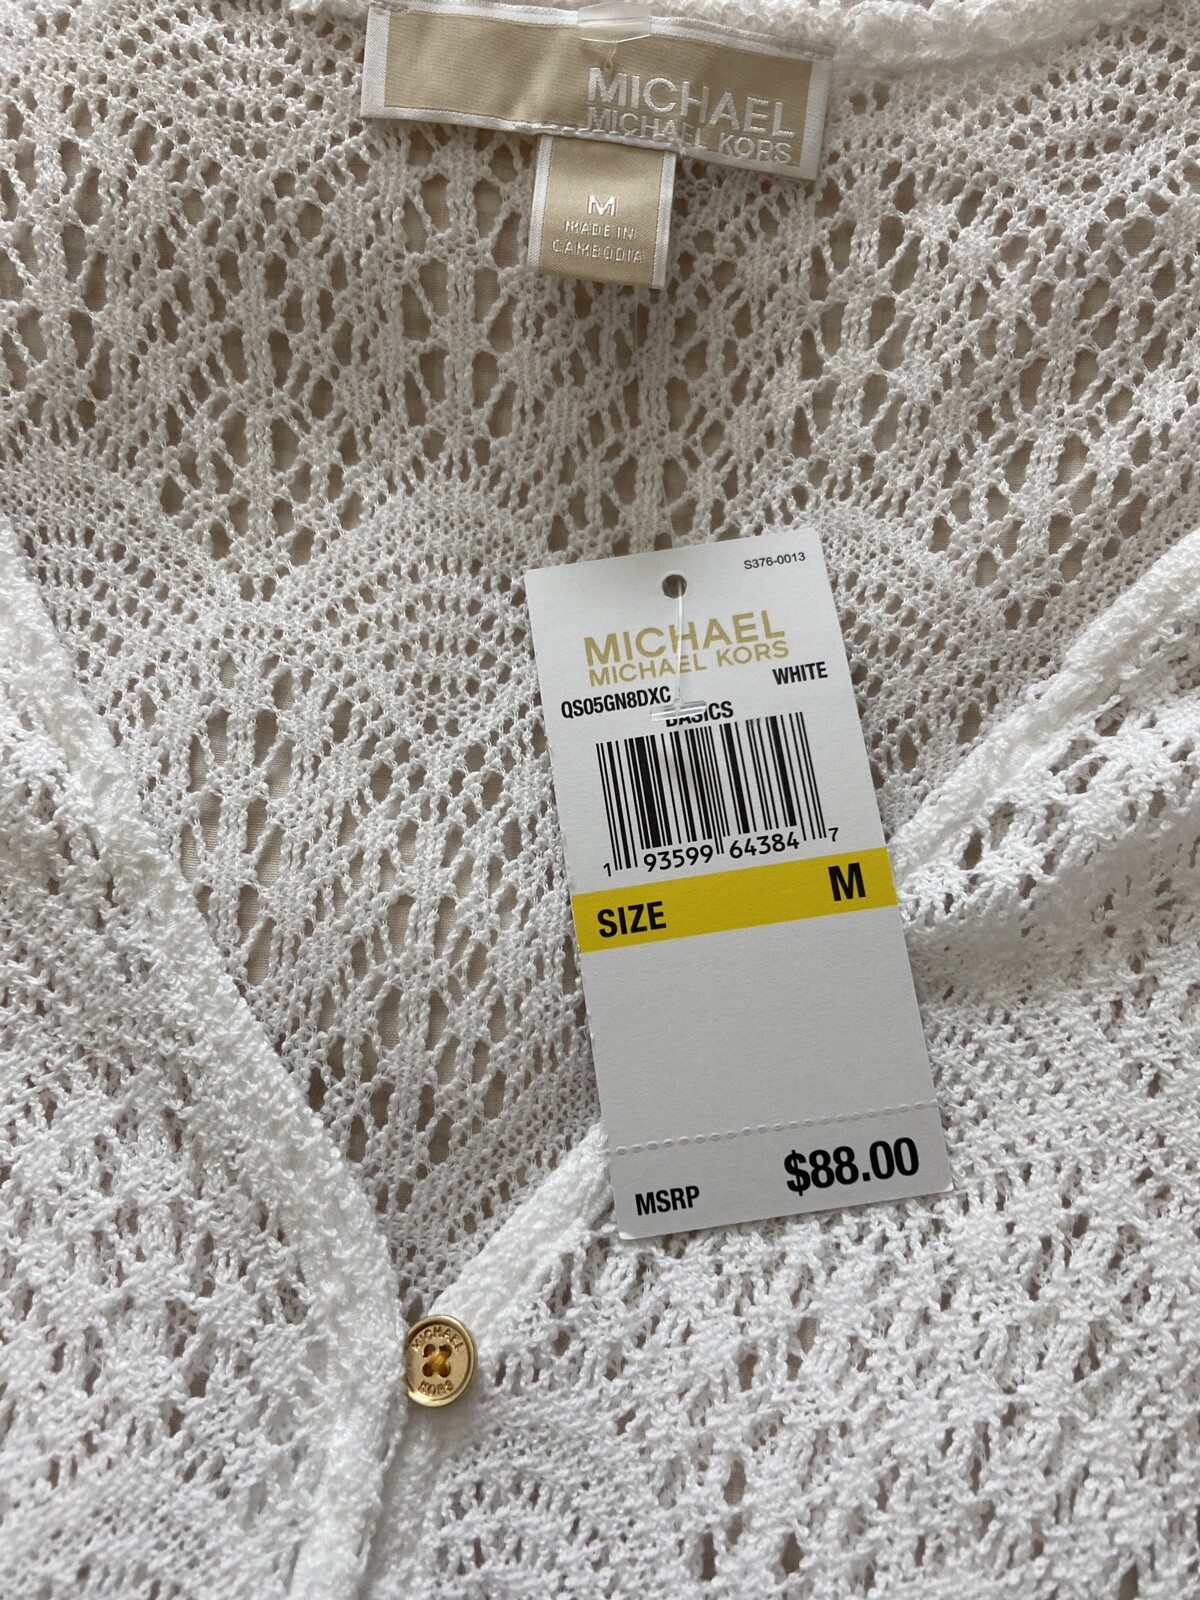 MICHAEL
MICHAEL KORS
M
MADE IN
CAMBODIA
S376-0013
MICHAEL
MICHAEL KORS
QS05GN8DXC WHITE
BASICS
1 93599 64384 7
SIZE M
MSRP $88.00
MICHAEL
KORS